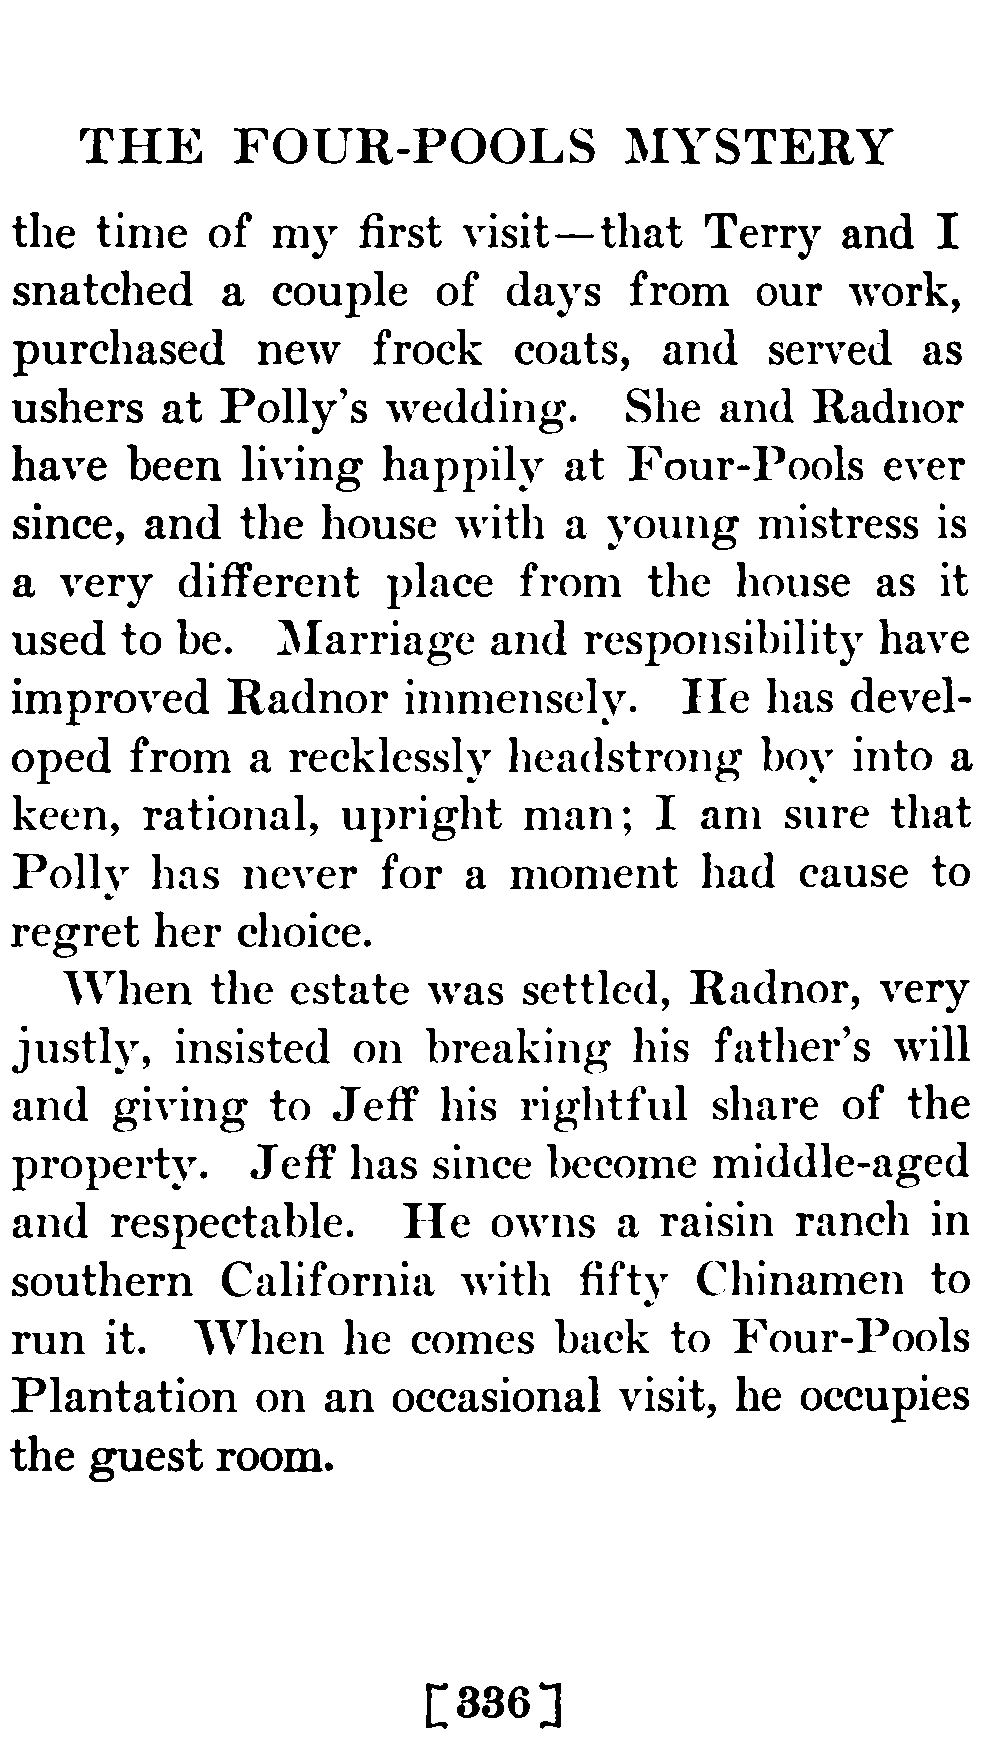 THE FOUR-POOLS MYSTERY
the time of my first visit—that Terry and I
snatched a couple of days from our work,
purchased new frock coats, and served as
ushers at Polly's wedding. She and Radnor
have been living happily at Four-Pools ever
since, and the house with a young mistress is
a very different place from the house as it
used to be. Marriage and responsibility have
improved Radnor immensely. He has devel-
oped from a recklessly headstrong boy into a
keen, rational, upright man; I am sure that
Polly has never for a moment had cause to
regret her choice.
When the estate was settled, Radnor, very
justly, insisted on breaking his father's will
and giving to Jeff his rightful share of the
property. Jeff has since become middle-aged
and respectable. He owns a raisin ranch in
southern California with fifty Chinamen to
run it. When he comes back to Four-Pools
Plantation on an occasional visit, he occupies
the guest room.
[336]